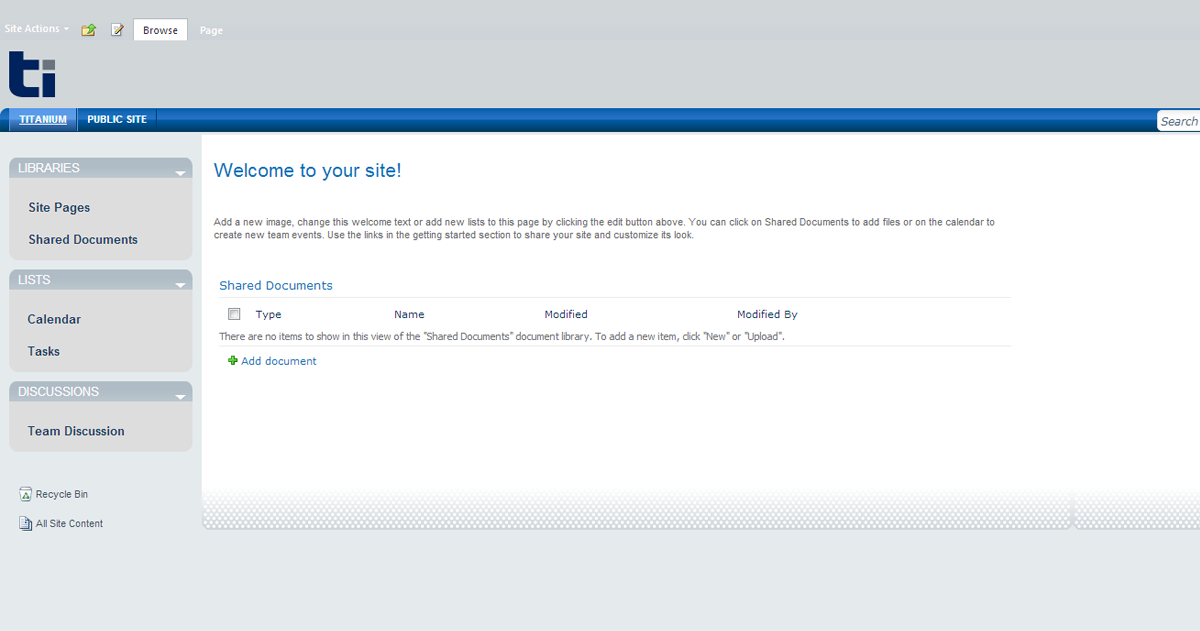 Site Actions
Browse
Page
ti
TITANIUM
PUBLIC SITE
Search
LIBRARIES
Site Pages
Shared Documents
LISTS
Calendar
Tasks
DISCUSSIONS
Team Discussion
Recycle Bin
All Site Content
Welcome to your site!
Add a new image, change this welcome text or add new lists to this page by clicking the edit button above. You can click on Shared Documents to add files or on the calendar to
create new team events. Use the links in the getting started section to share your site and customize its look.
Shared Documents
Type Name Modified Modified By
There are no items to show in this view of the "Shared Documents" document library. To add a new item, click "New" or "Upload".
Add document